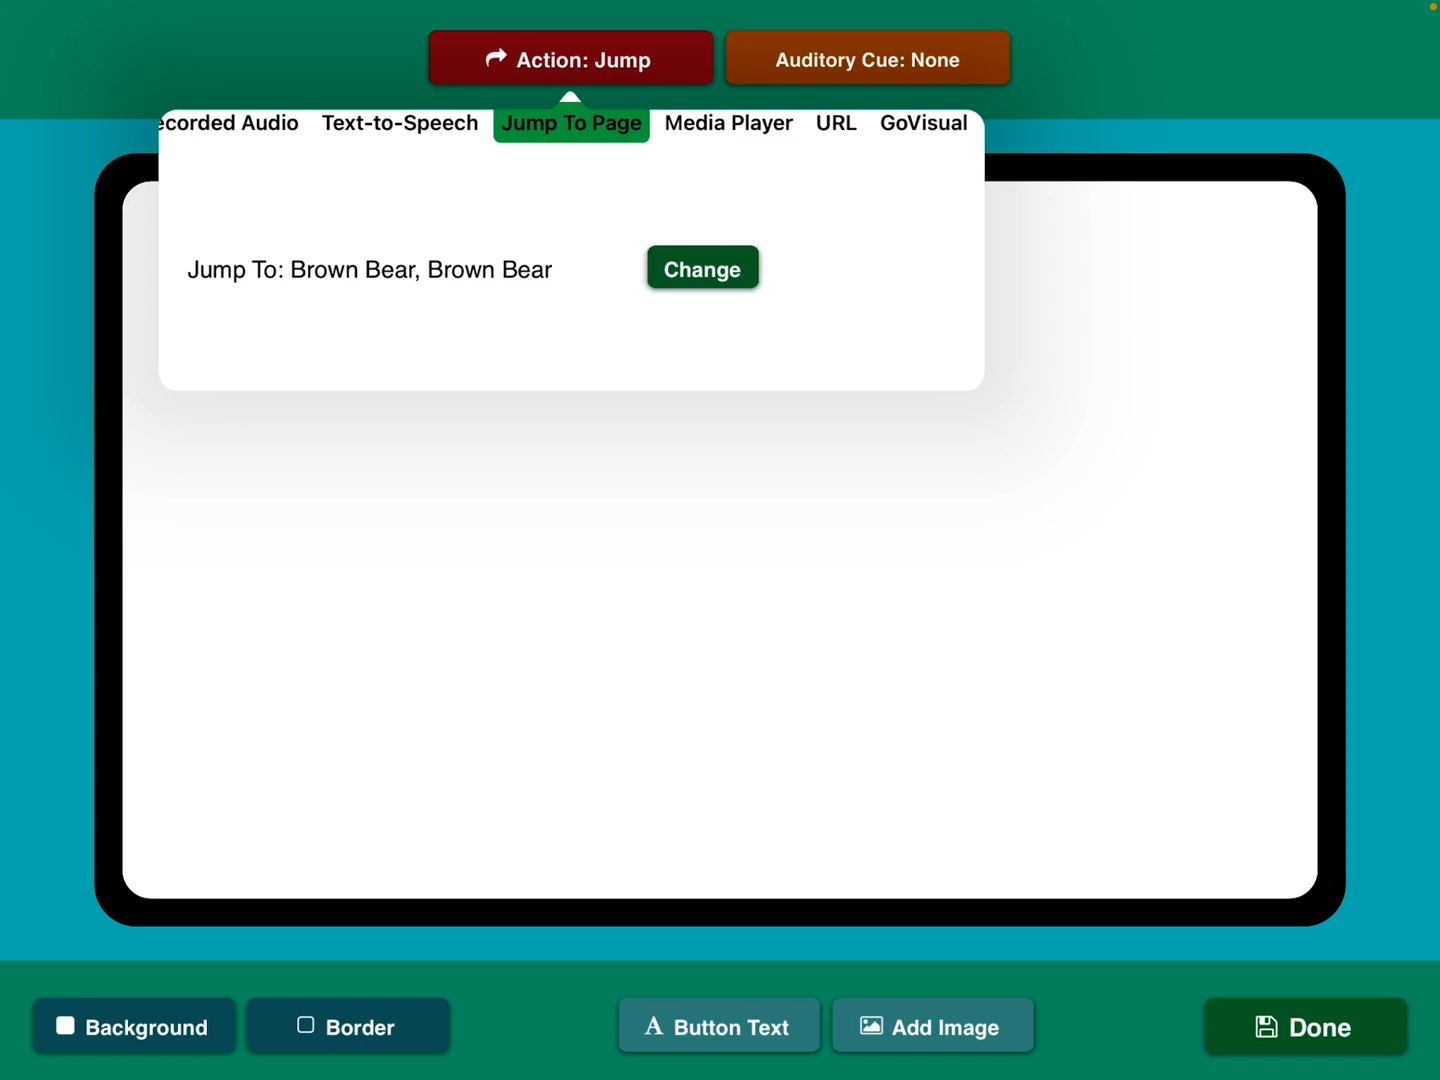 Action: Jump
Auditory Cue: None
ecorded Audio Text-to-Speech Jump To Page Media Player URL GoVisual
Jump To: Brown Bear, Brown Bear
Change
Background
Border
Button Text
Add Image
Done